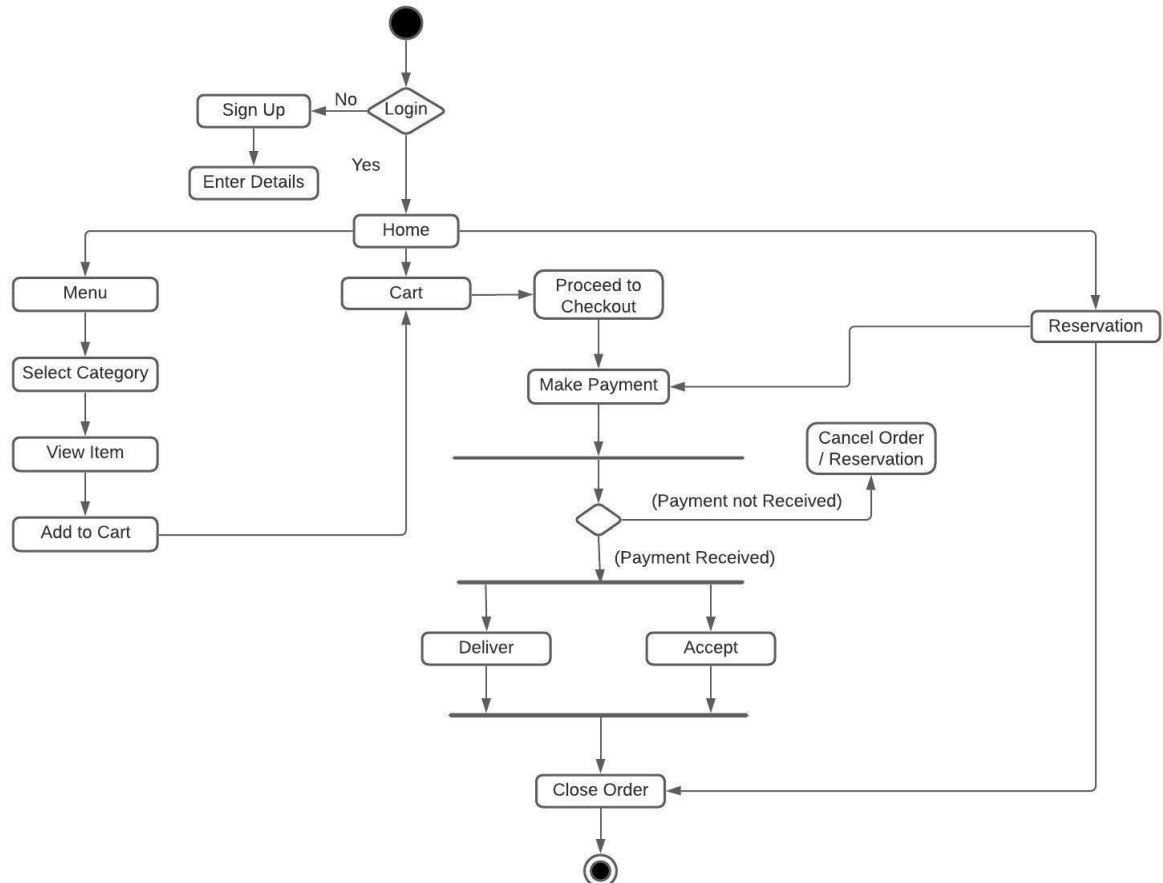 Login
No
Sign Up
Yes
Enter Details
Home
Menu
Cart
Proceed to
Checkout
Reservation
Select Category
Make Payment
View Item
Cancel Order
/ Reservation
(Payment not Received)
Add to Cart
(Payment Received)
Deliver
Accept
Close Order